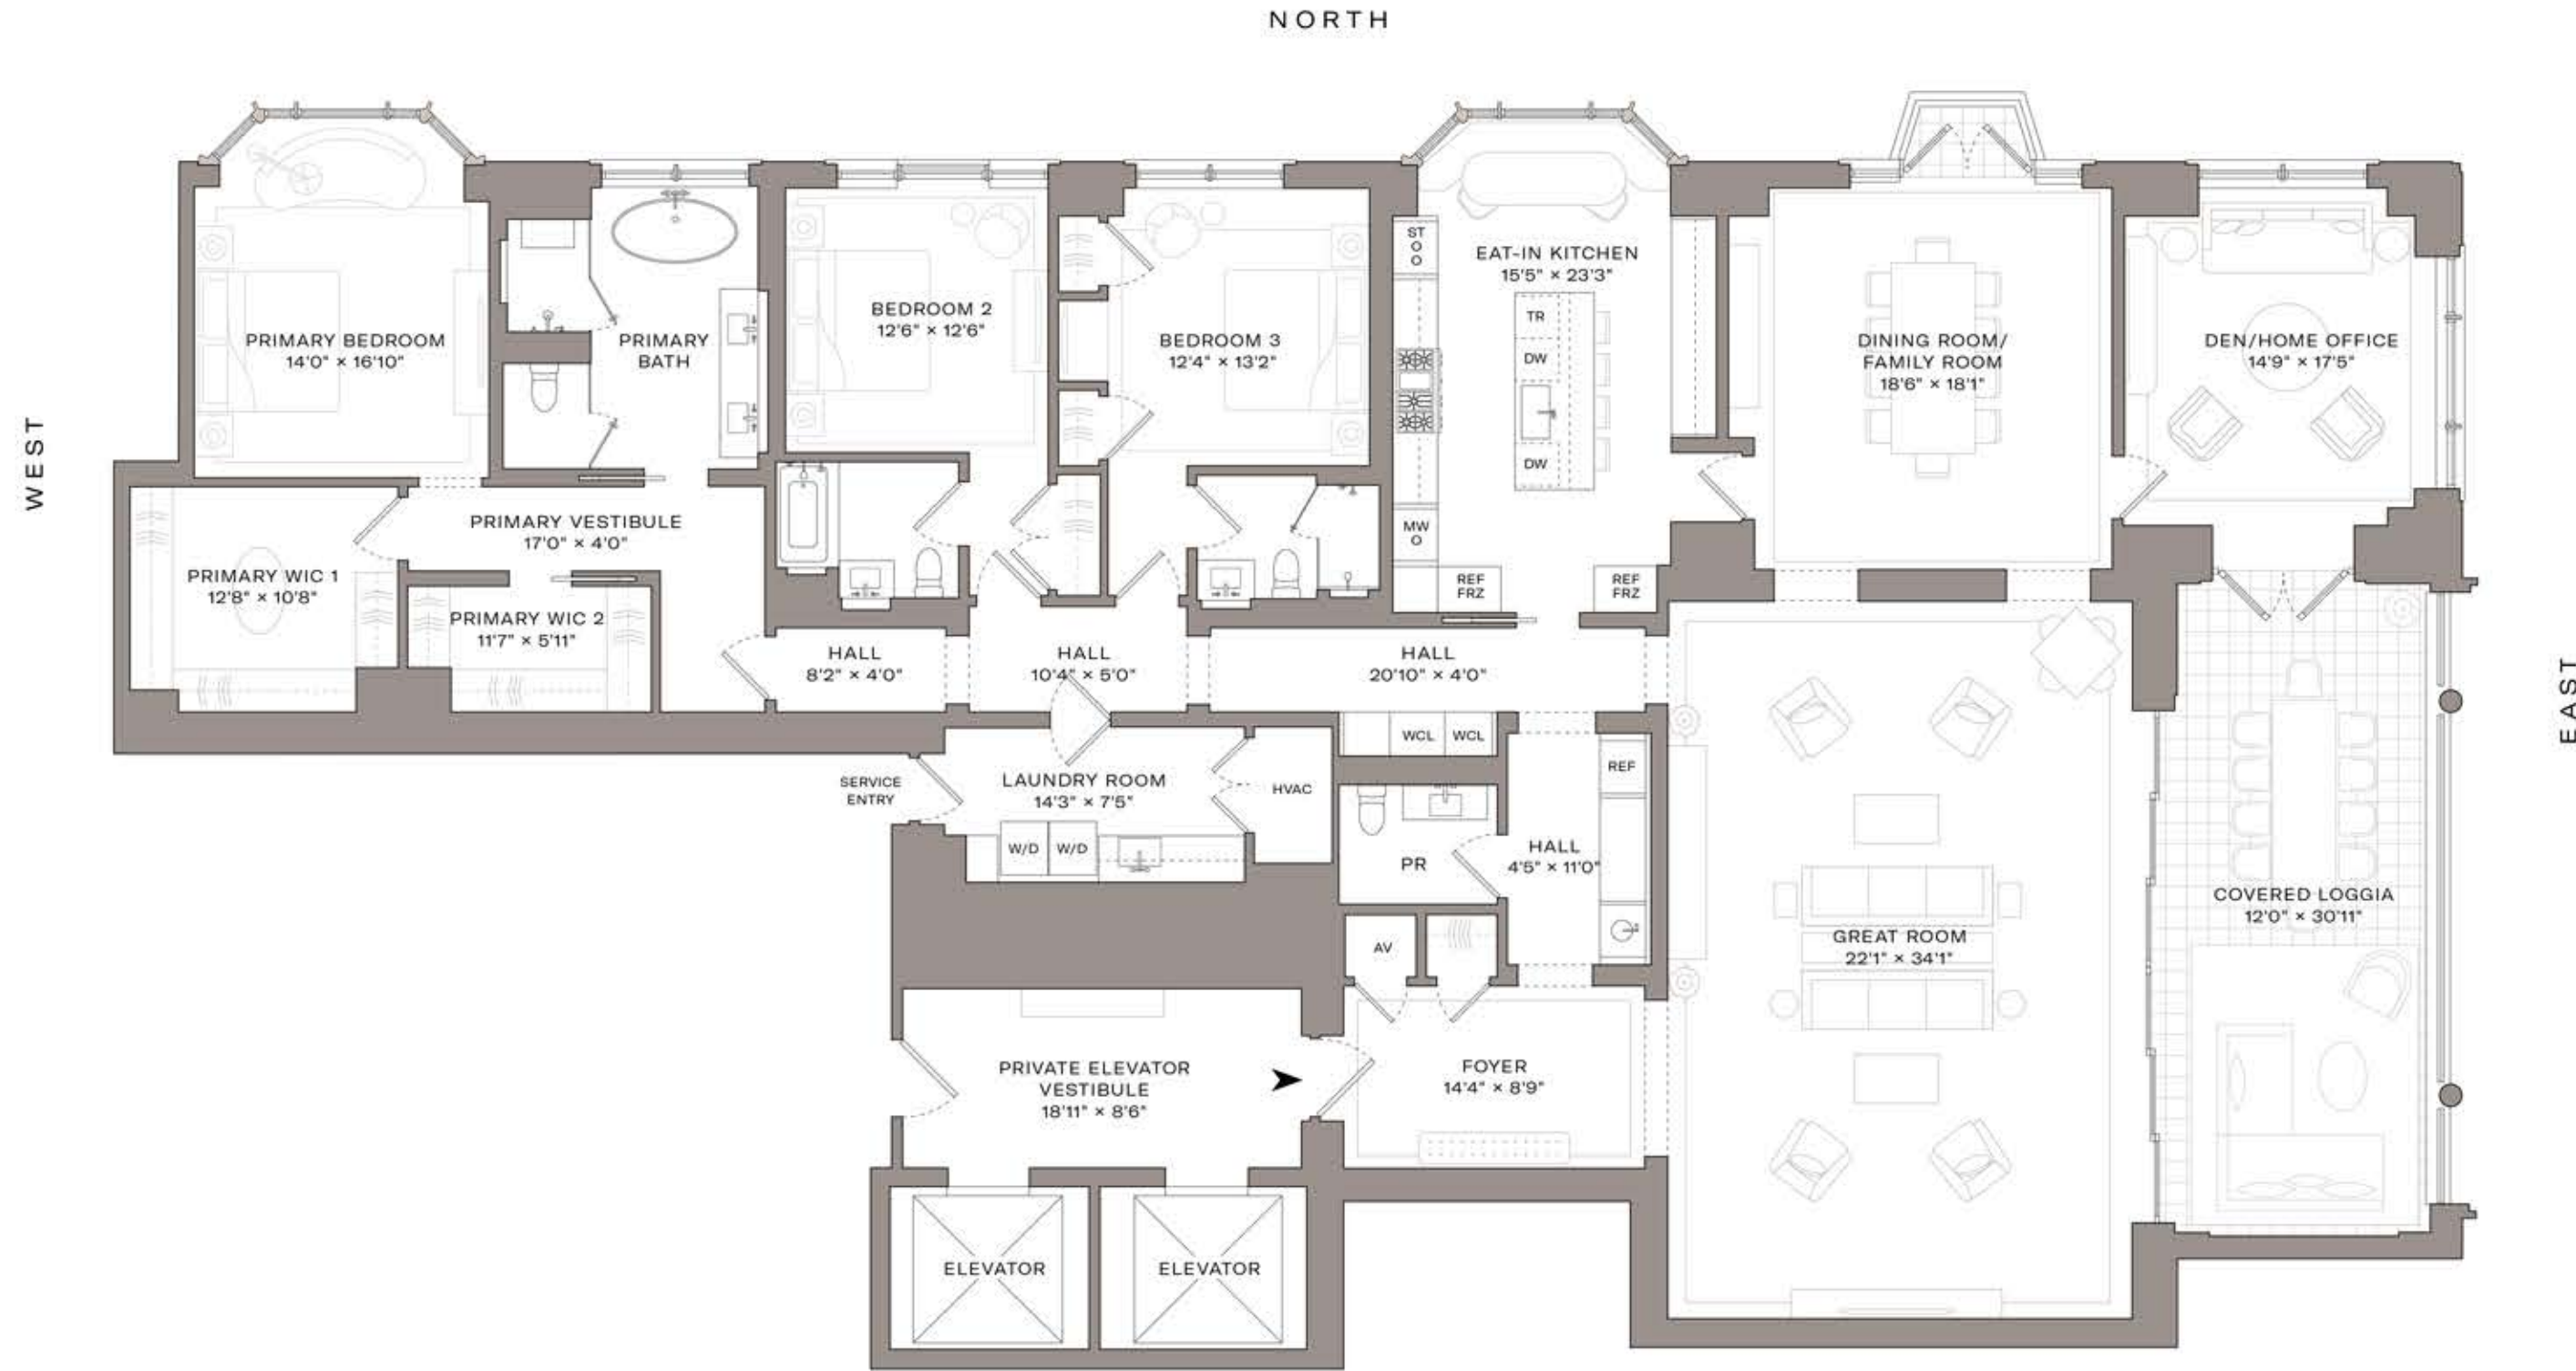 NORTH
WEST
EAST
PRIMARY BEDROOM
14'0" × 16'10"
PRIMARY
BATH
BEDROOM 2
12'6" × 12'6"
BEDROOM 3
12'4" × 13'2"
ST
EAT-IN KITCHEN
15'5" × 23'3"
TR
DW
DW
MW
REF
FRZ
REF
FRZ
DINING ROOM/
FAMILY ROOM
18'6" × 18'1"
DEN/HOME OFFICE
14'9" × 17'5"
PRIMARY VESTIBULE
17'0" × 4'0"
PRIMARY WIC 1
12'8" × 10'8"
PRIMARY WIC 2
11'7" × 5'11"
HALL
8'2" × 4'0"
HALL
10'4" × 5'0"
HALL
20'10" × 4'0"
WCL
WCL
REF
SERVICE
ENTRY
LAUNDRY ROOM
14'3" × 7'5"
HVAC
W/D
W/D
PR
HALL
4'5" × 11'0"
AV
GREAT ROOM
22'1" × 34'1"
COVERED LOGGIA
12'0" × 30'11"
PRIVATE ELEVATOR
VESTIBULE
18'11" × 8'6"
FOYER
14'4" × 8'9"
ELEVATOR
ELEVATOR